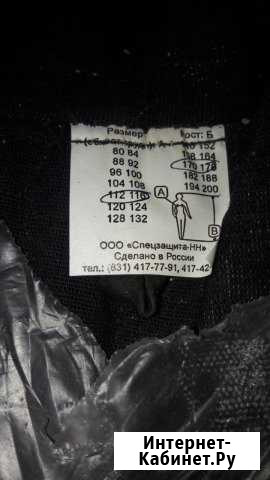 Размер Рост: Б
(обхват груди) А
80 84 158 164
88 92 170 176
96 100 182 188
104 108 194 200
112 116 А
120 124
128 132 В
ООО «Спецзащита-НН»
Сделано в России
тел.: (831) 417-77-91, 417-42
Интернет-
Кабинет.Ру